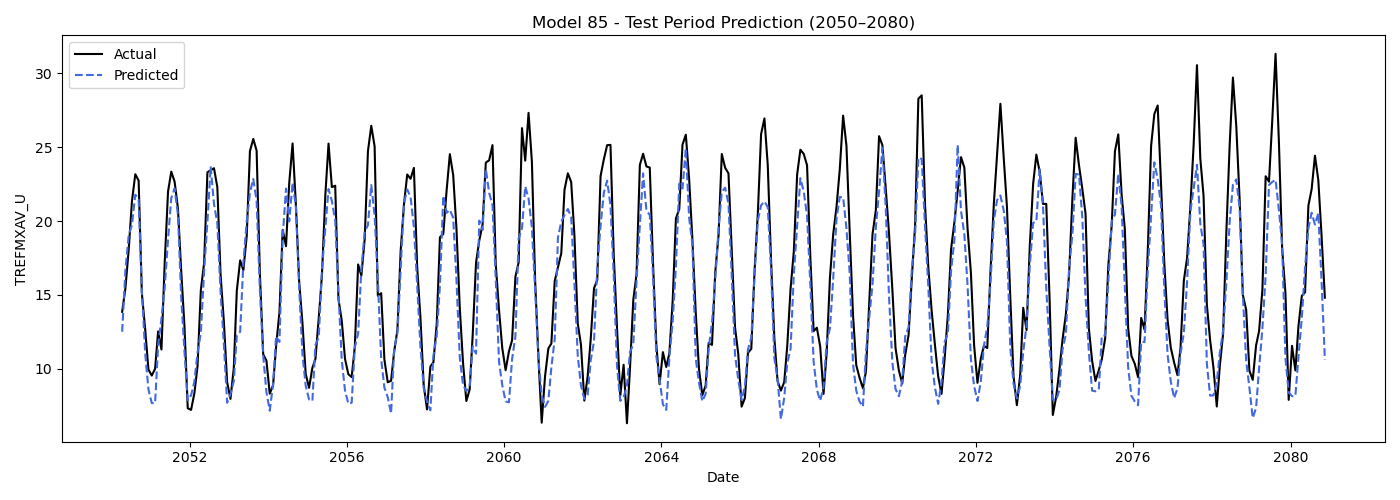 Model 85 - Test Period Prediction (2050–2080)
Actual
Predicted
TREFMXAV_U
30
25
20
15
10
2052 2056 2060 2064 2068 2072 2076 2080
Date